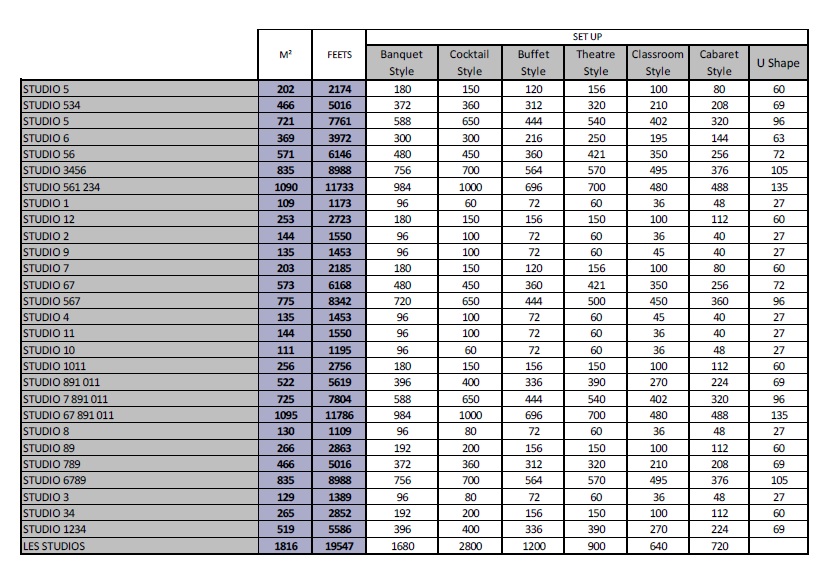 SET UP
M² FEETS Banquet Style Cocktail Style Buffet Style Theatre Style Classroom Style Cabaret Style U Shape
STUDIO 5 202 2174 180 150 120 156 100 80 60
STUDIO 534 466 5016 372 360 312 320 210 208 69
STUDIO 5 721 7761 588 650 444 540 402 320 96
STUDIO 6 369 3972 300 300 216 250 195 144 63
STUDIO 56 571 6146 480 450 360 421 350 256 72
STUDIO 3456 835 8988 756 700 564 570 495 376 105
STUDIO 561 234 1090 11733 984 1000 696 700 480 488 135
STUDIO 1 109 1173 96 60 72 60 36 48 27
STUDIO 12 253 2723 180 150 156 150 100 112 60
STUDIO 2 144 1550 96 100 72 60 36 40 27
STUDIO 9 135 1453 96 100 72 60 45 40 27
STUDIO 7 203 2185 180 150 120 156 100 80 60
STUDIO 67 573 6168 480 450 360 421 350 256 72
STUDIO 567 775 8342 720 650 444 500 450 360 96
STUDIO 4 135 1453 96 100 72 60 45 40 27
STUDIO 11 144 1550 96 100 72 60 36 40 27
STUDIO 10 111 1195 96 60 72 60 36 48 27
STUDIO 1011 256 2756 180 150 156 150 100 112 60
STUDIO 891 011 522 5619 396 400 336 390 270 224 69
STUDIO 7 891 011 725 7804 588 650 444 540 402 320 96
STUDIO 67 891 011 1095 11786 984 1000 696 700 480 488 135
STUDIO 8 130 1109 96 80 72 60 36 48 27
STUDIO 89 266 2863 192 200 156 150 100 112 60
STUDIO 789 466 5016 372 360 312 320 210 208 69
STUDIO 6789 835 8988 756 700 564 570 495 376 105
STUDIO 3 129 1389 96 80 72 60 36 48 27
STUDIO 34 265 2852 192 200 156 150 100 112 60
STUDIO 1234 519 5586 396 400 336 390 270 224 69
LES STUDIOS 1816 19547 1680 2800 1200 900 640 720